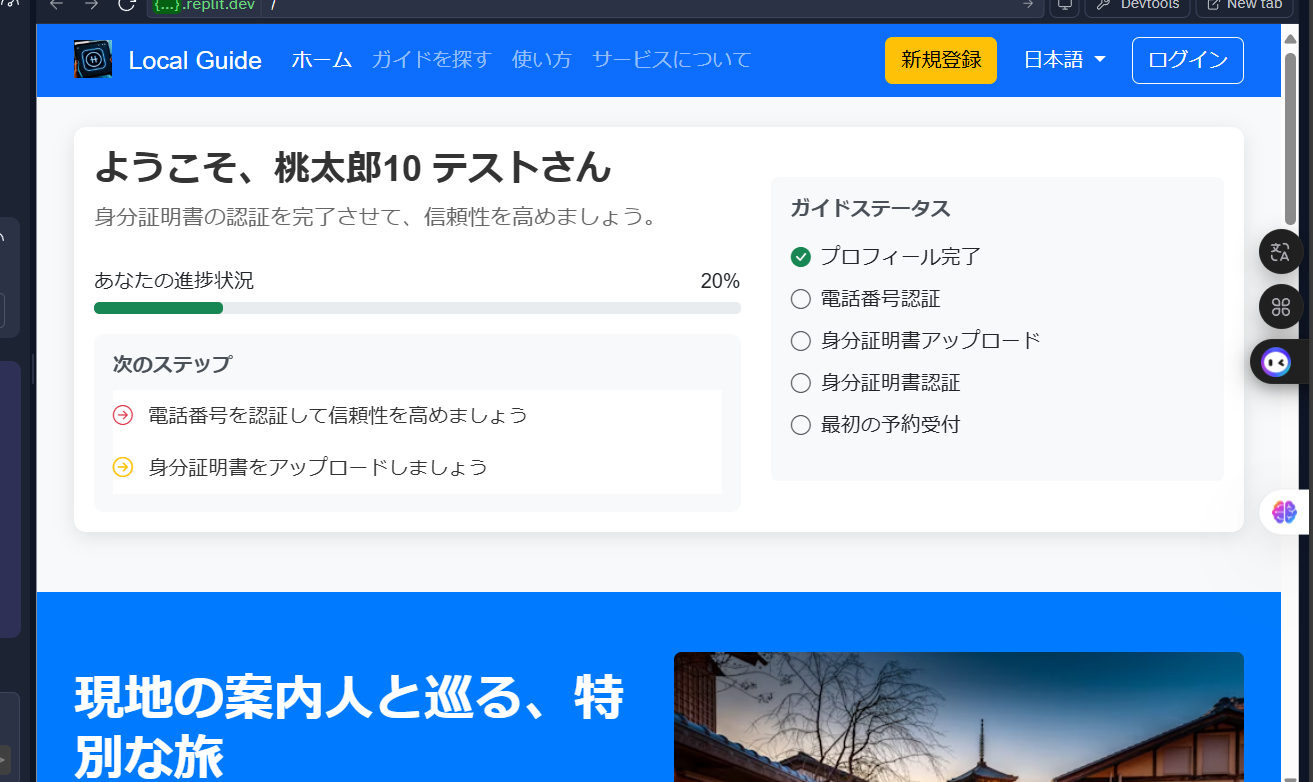 {...}.replit.dev /
Devtools
New tab
Local Guide
ホーム
ガイドを探す
使い方
サービスについて
新規登録
日本語
ログイン
ようこそ、桃太郎10 テストさん
身分証明書の認証を完了させて、信頼性を高めましょう。
あなたの進捗状況
20%
次のステップ
電話番号を認証して信頼性を高めましょう
身分証明書をアップロードしましょう
ガイドステータス
プロフィール完了
電話番号認証
身分証明書アップロード
身分証明書認証
最初の予約受付
現地の案内人と巡る、特
別な旅